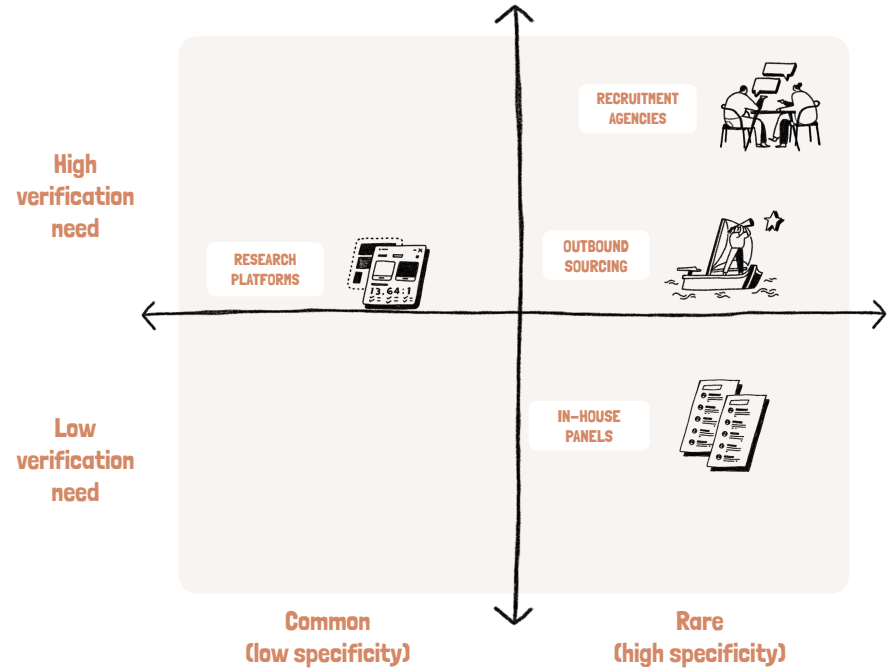 RECRUITMENT
AGENCIES
High
verification
need
RESEARCH
PLATFORMS
13.64:1
OUTBOUND
SOURCING
Low
verification
need
IN-HOUSE
PANELS
Common
(low specificity)
Rare
(high specificity)